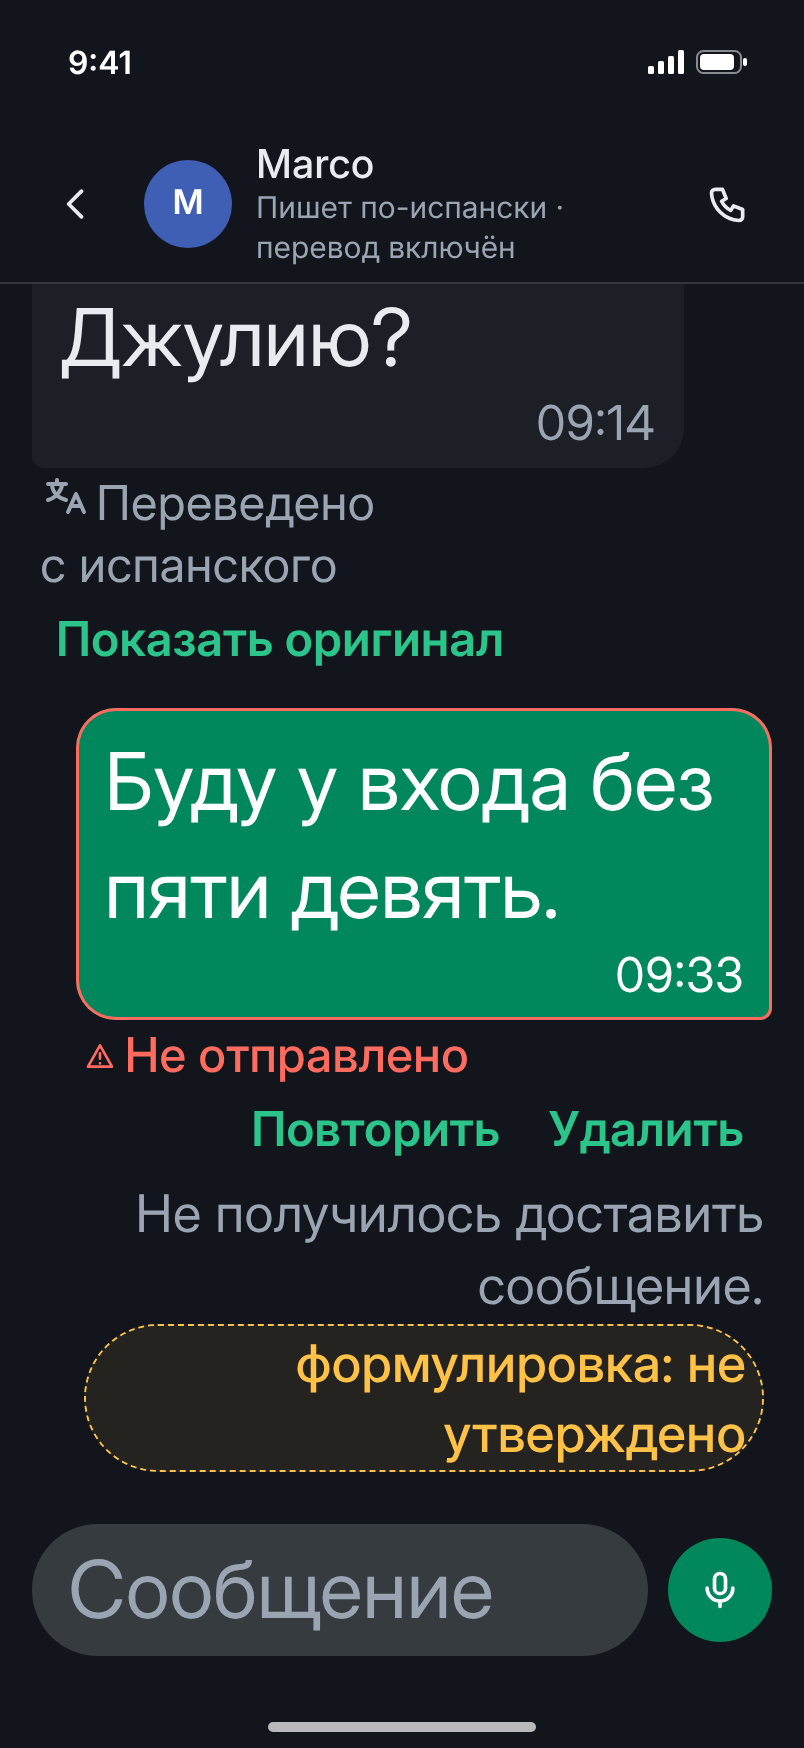 9:41
M
Marco
Пишет по-испански ·
перевод включён
Джулию?
09:14
Переведено
с испанского
Показать оригинал
Буду у входа без
пяти девять.
09:33
Не отправлено
Повторить Удалить
Не получилось доставить
сообщение.
формулировка: не
утверждено
Сообщение